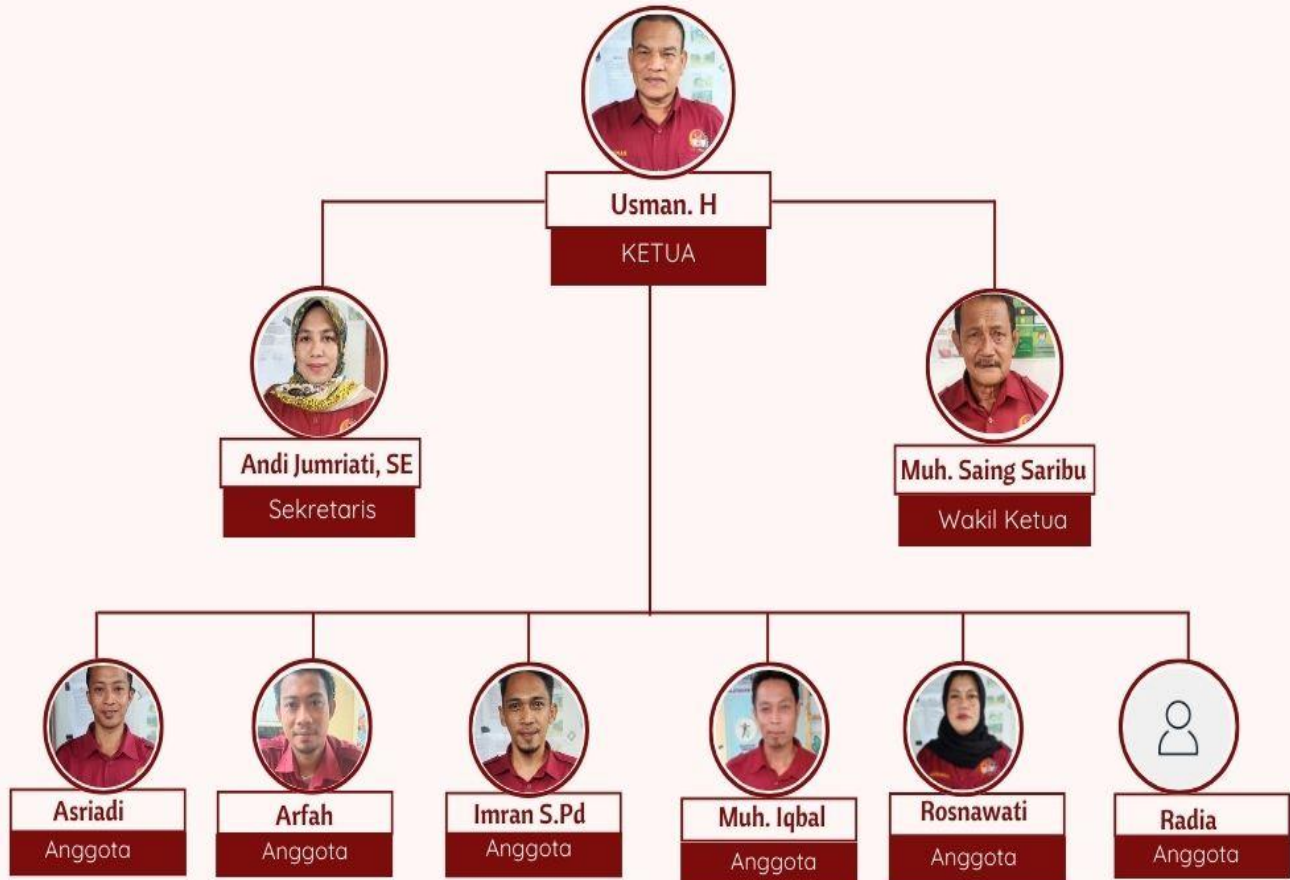 Usman. H
KETUA
Andi Jumriati, SE
Sekretaris
Muh. Saing Saribu
Wakil Ketua
Asriadi
Anggota
Arfah
Anggota
Imran S.Pd
Anggota
Muh. Iqbal
Anggota
Rosnawati
Anggota
Radia
Anggota